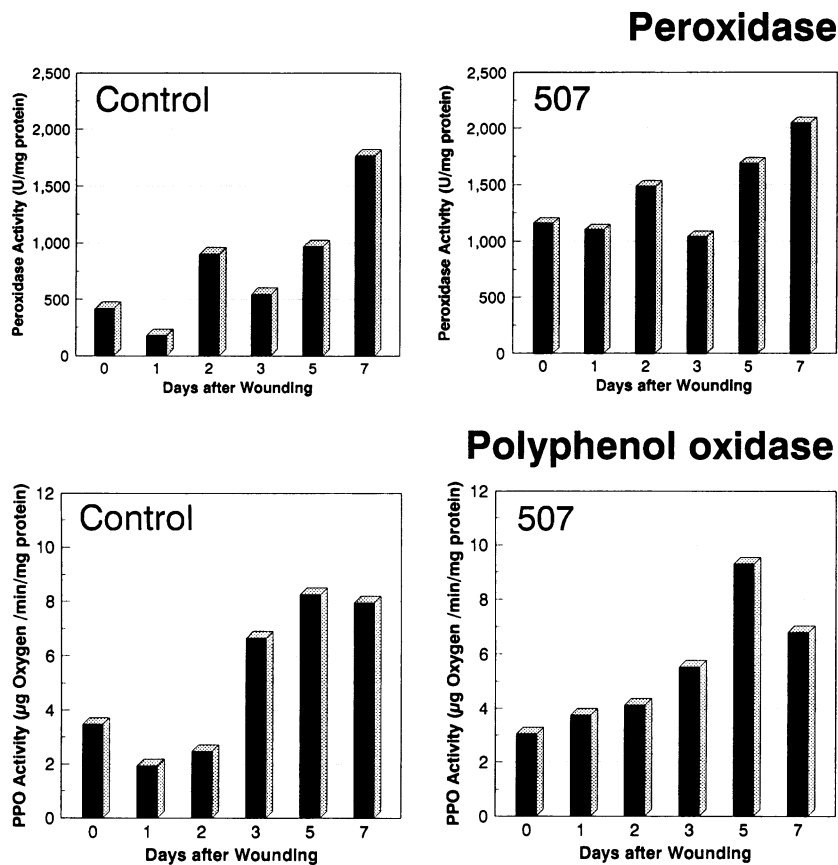 Peroxidase
Control
2,500
2,000
1,500
1,000
500
0
Peroxidase Activity (U/mg protein)
0 1 2 3 5 7
Days after Wounding
507
2,500
2,000
1,500
1,000
500
0
Peroxidase Activity (U/mg protein)
0 1 2 3 5 7
Days after Wounding
Polyphenol oxidase
Control
12
10
8
6
4
2
0
PPO Activity (µg Oxygen /min/mg protein)
0 1 2 3 5 7
Days after Wounding
507
12
10
8
6
4
2
0
PPO Activity (µg Oxygen /min/mg protein)
0 1 2 3 5 7
Days after Wounding